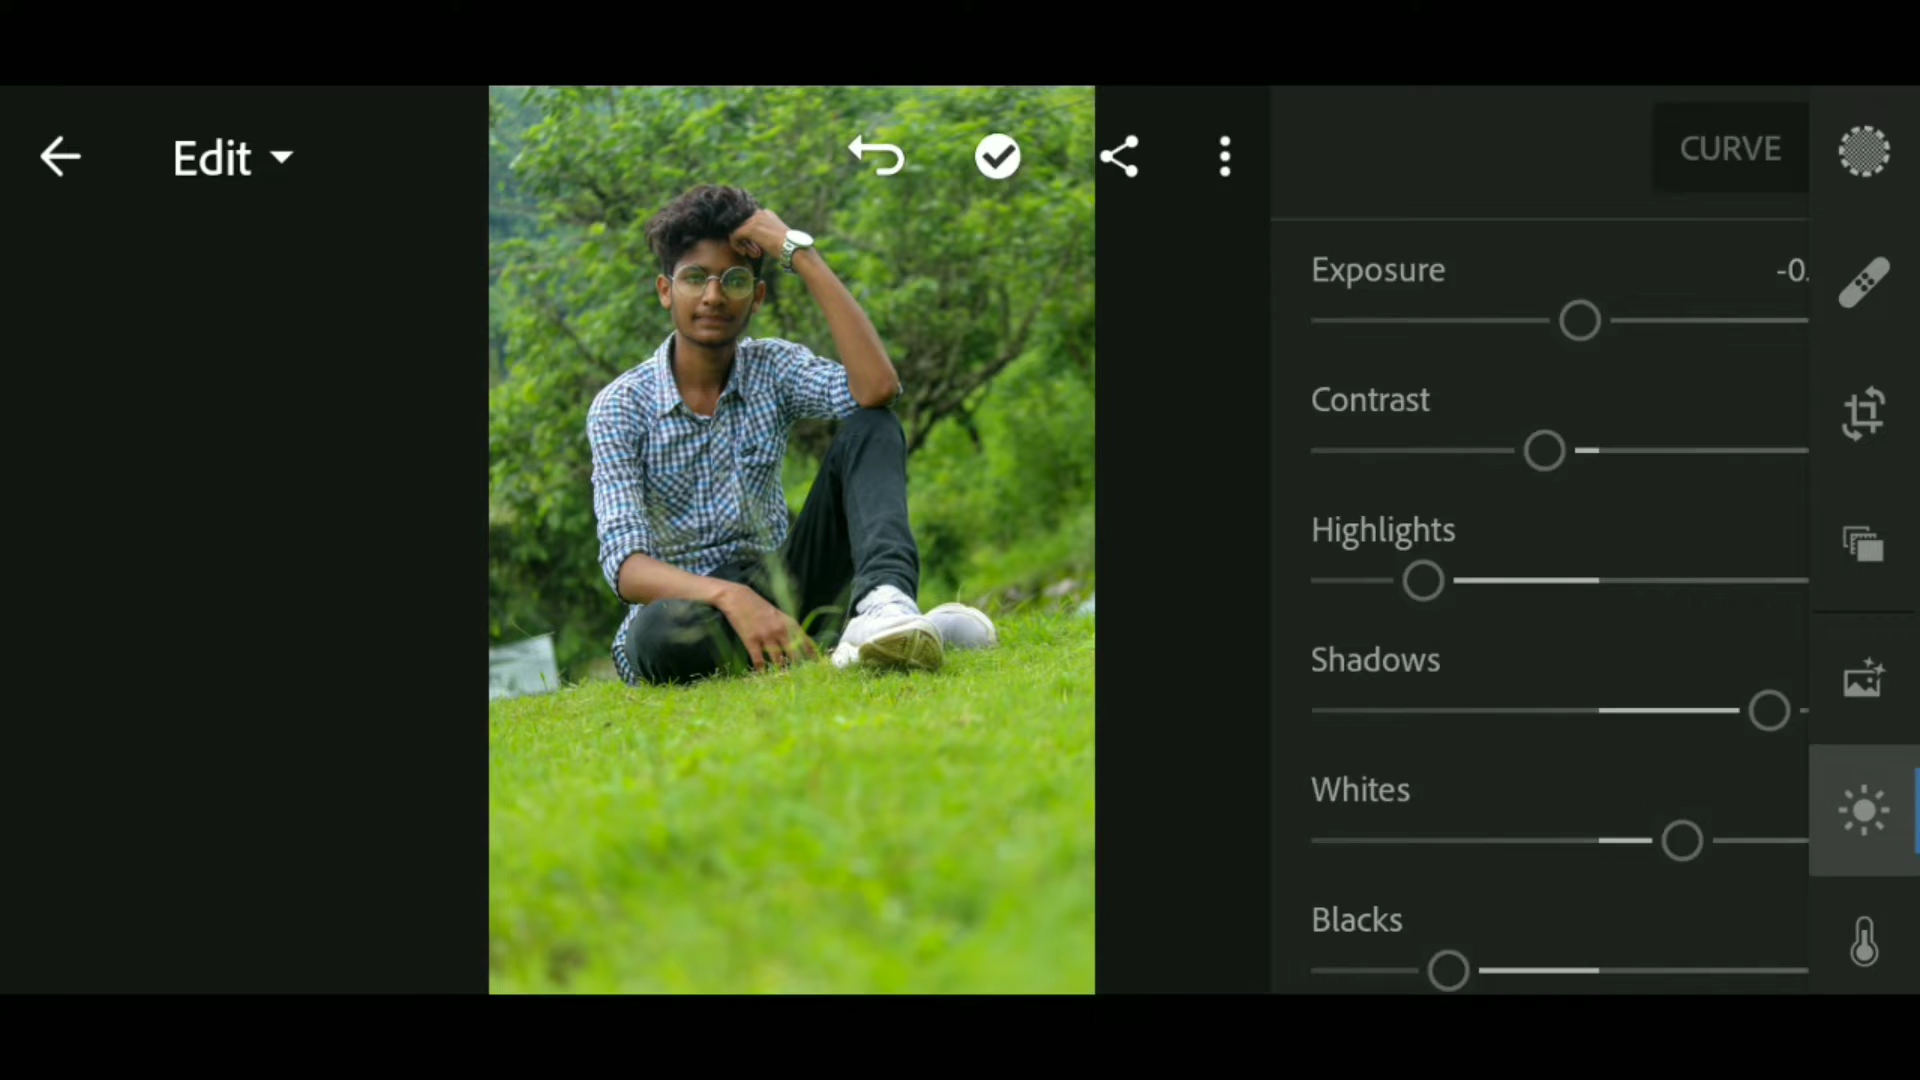 Edit
CURVE
Exposure -0.
Contrast
Highlights
Shadows
Whites
Blacks